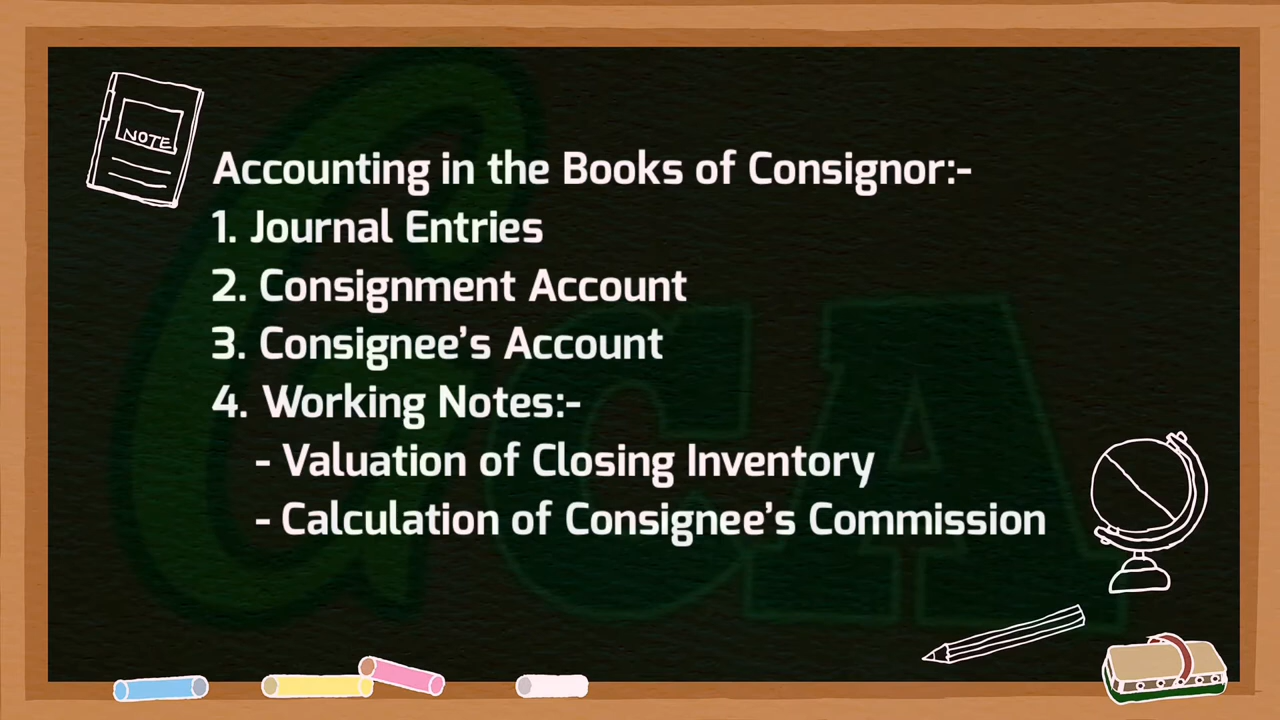 NOTE
Accounting in the Books of Consignor:-
1. Journal Entries
2. Consignment Account
3. Consignee's Account
4. Working Notes:-
- Valuation of Closing Inventory
- Calculation of Consignee's Commission
GCA